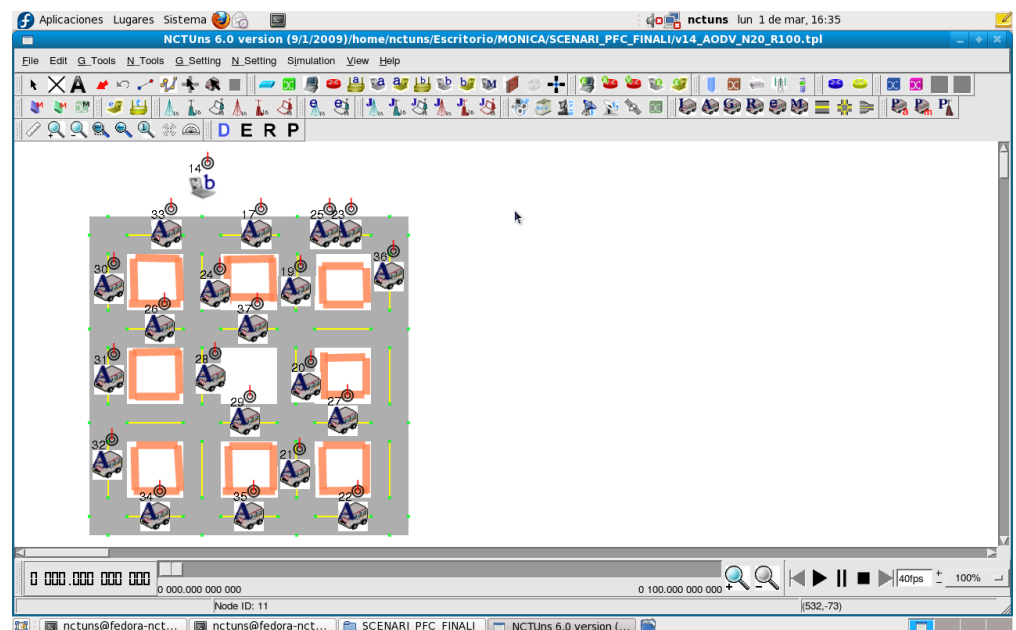 Aplicaciones Lugares Sistema nctuns lun 1 de mar, 16:35
NCTUns 6.0 version (9/1/2009)/home/nctuns/Escritorio/MONICA/SCENARI_PFC_FINALI/v14_AODV_N20_R100.tpl
File Edit G_Tools N_Tools G_Setting N_Setting Simulation View Help
D E R P
14
b
33 17 25 23
36
30 24 19
26 37
31 28 20
29 27
32 21
34 35 22
0 000.000 000 000
0 000.000 000 000 0 100.000 000 000
40fps + - 100%
Node ID: 11 (532,-73)
nctuns@fedora-nct... nctuns@fedora-nct... SCENARI_PFC_FINALI NCTUns 6.0 version (...